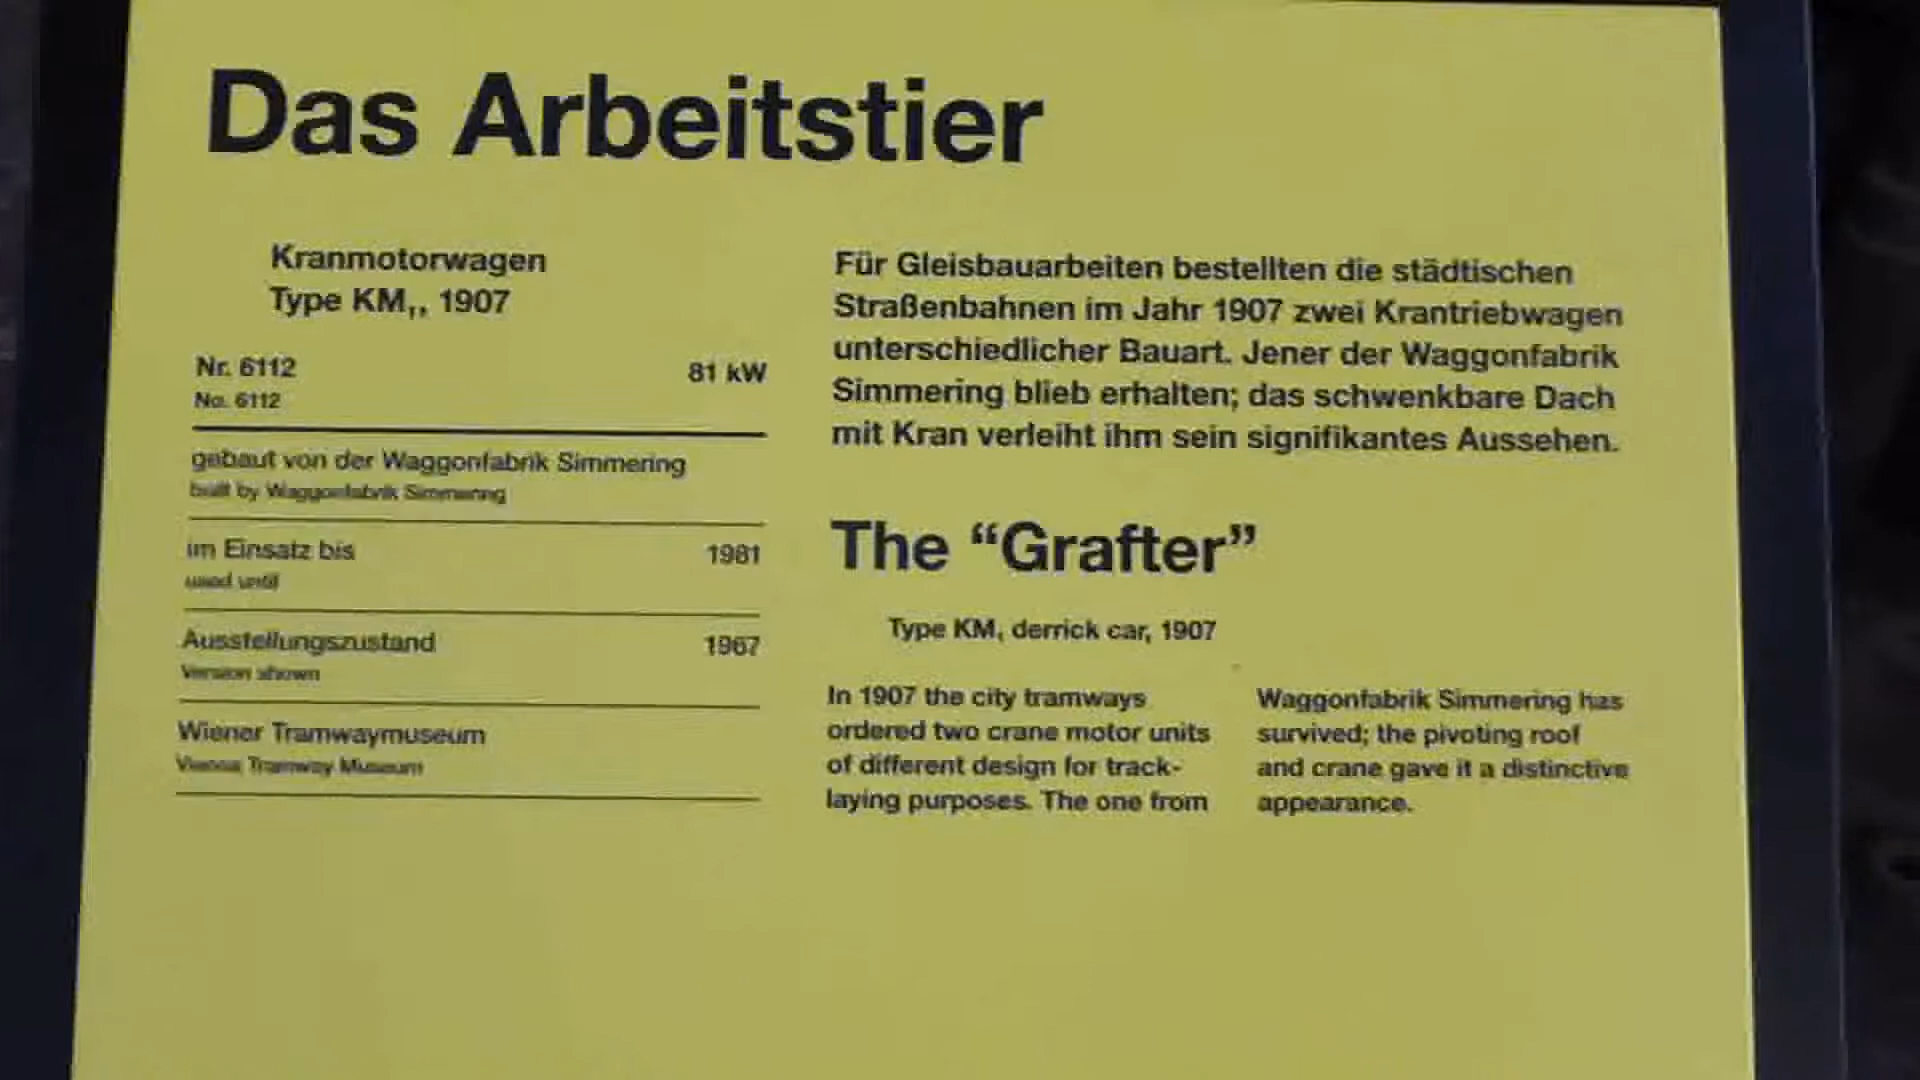 Das Arbeitstier
Kranmotorwagen
Type KM,, 1907
Nr. 6112
81 kW
No. 6112
gebaut von der Waggonfabrik Simmering
built by Waggonfabrik Simmering
im Einsatz bis
1981
used until
Ausstellungszustand
1967
Version shown
Wiener Tramwaymuseum
Vienna Tramway Museum
Für Gleisbauarbeiten bestellten die städtischen
Straßenbahnen im Jahr 1907 zwei Krantriebwagen
unterschiedlicher Bauart. Jener der Waggonfabrik
Simmering blieb erhalten; das schwenkbare Dach
mit Kran verleiht ihm sein signifikantes Aussehen.
The “Grafter”
Type KM, derrick car, 1907
In 1907 the city tramways
ordered two crane motor units
of different design for track-
laying purposes. The one from
Waggonfabrik Simmering has
survived; the pivoting roof
and crane gave it a distinctive
appearance.